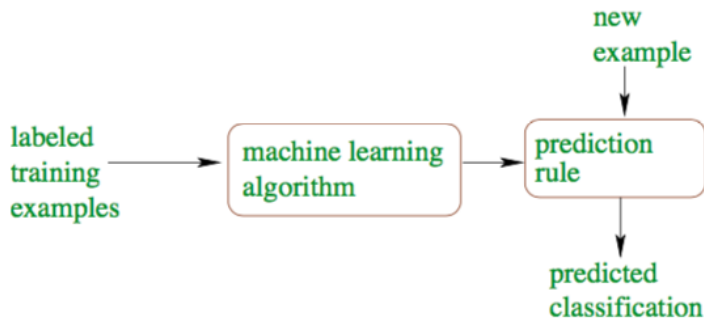 new
example
labeled
training
examples
machine learning
algorithm
prediction
rule
predicted
classification